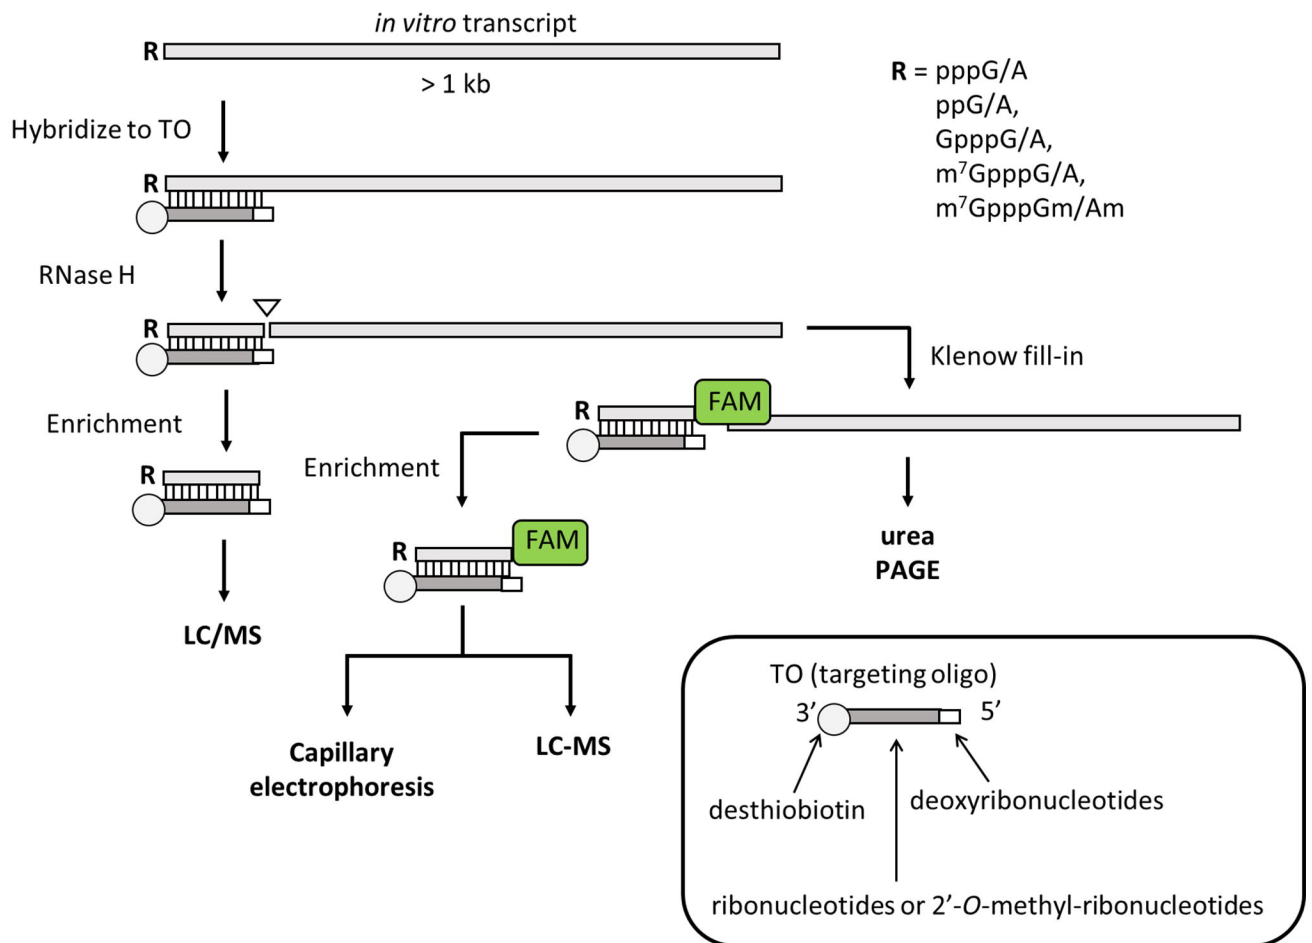 in vitro transcript
R
> 1 kb
R = pppG/A
ppG/A,
GpppG/A,
m⁷GpppG/A,
m⁷GpppGm/Am
Hybridize to TO
R
RNase H
R
Klenow fill-in
Enrichment
R
FAM
R
Enrichment
R
FAM
urea
PAGE
LC/MS
Capillary
electrophoresis
LC-MS
TO (targeting oligo)
3’ 5’
desthiobiotin
deoxyribonucleotides
ribonucleotides or 2’-O-methyl-ribonucleotides